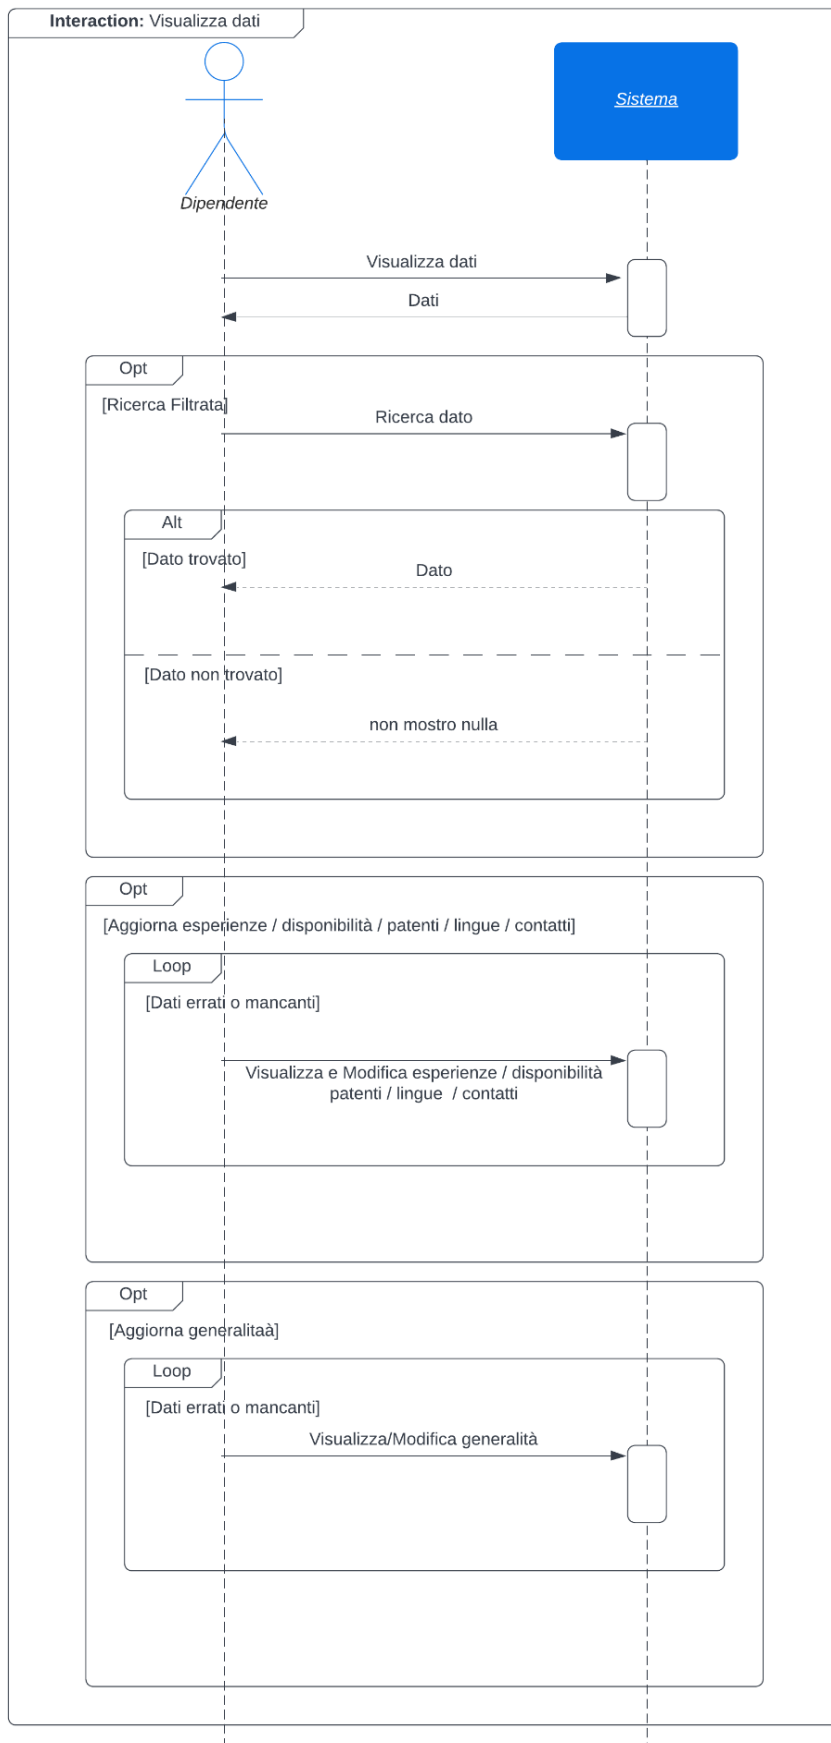 Interaction: Visualizza dati
Sistema
Dipendente
Visualizza dati
Dati
Opt
[Ricerca Filtrata]
Ricerca dato
Alt
[Dato trovato]
Dato
[Dato non trovato]
non mostro nulla
Opt
[Aggiorna esperienze / disponibilità / patenti / lingue / contatti]
Loop
[Dati errati o mancanti]
Visualizza e Modifica esperienze / disponibilità
patenti / lingue / contatti
Opt
[Aggiorna generalitaà]
Loop
[Dati errati o mancanti]
Visualizza/Modifica generalità